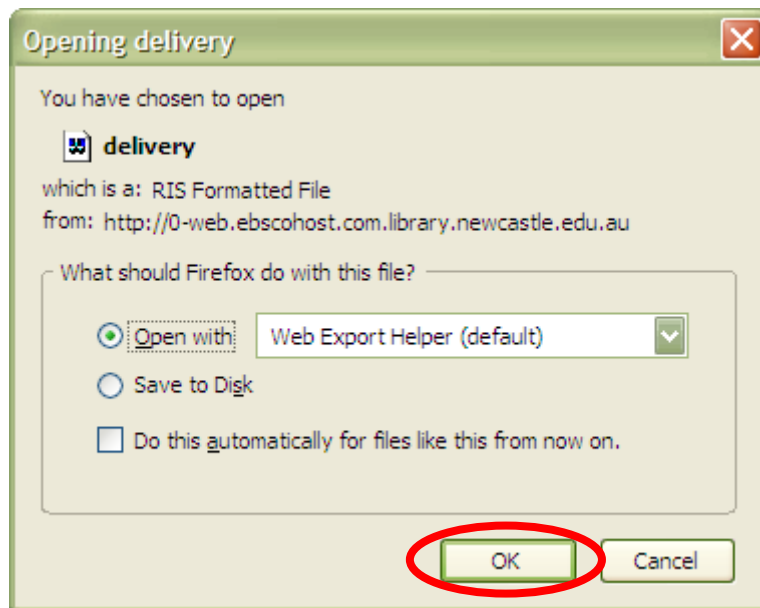 Opening delivery
You have chosen to open
delivery
which is a: RIS Formatted File
from: http://0-web.ebscohost.com.library.newcastle.edu.au
What should Firefox do with this file?
Open with Web Export Helper (default)
Save to Disk
Do this automatically for files like this from now on.
OK Cancel